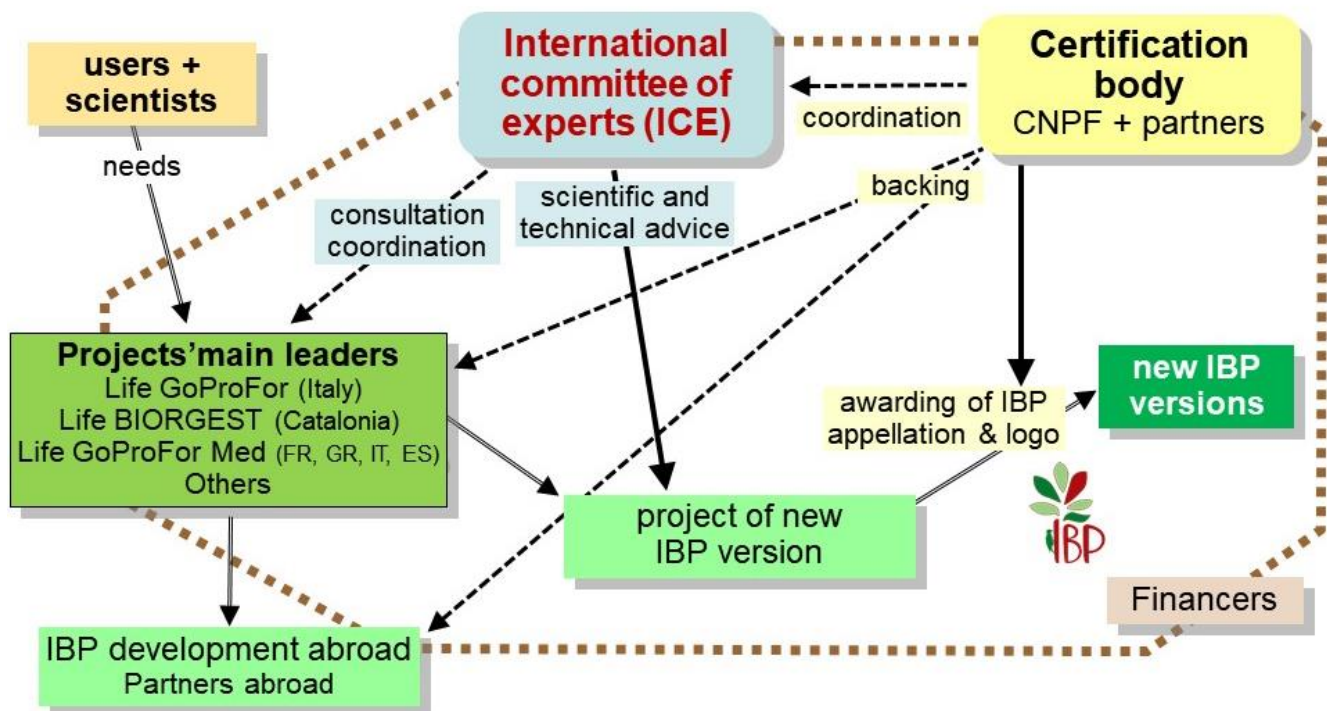 users +
scientists
International
committee of
experts (ICE)
Certification
body
CNPF + partners
coordination
needs
backing
consultation
coordination
scientific and
technical advice
Projects'main leaders
Life GoProFor (Italy)
Life BIORGEST (Catalonia)
Life GoProFor Med (FR, GR, IT, ES)
Others
new IBP
versions
awarding of IBP
appellation & logo
project of new
IBP version
IBP
Financers
IBP development abroad
Partners abroad